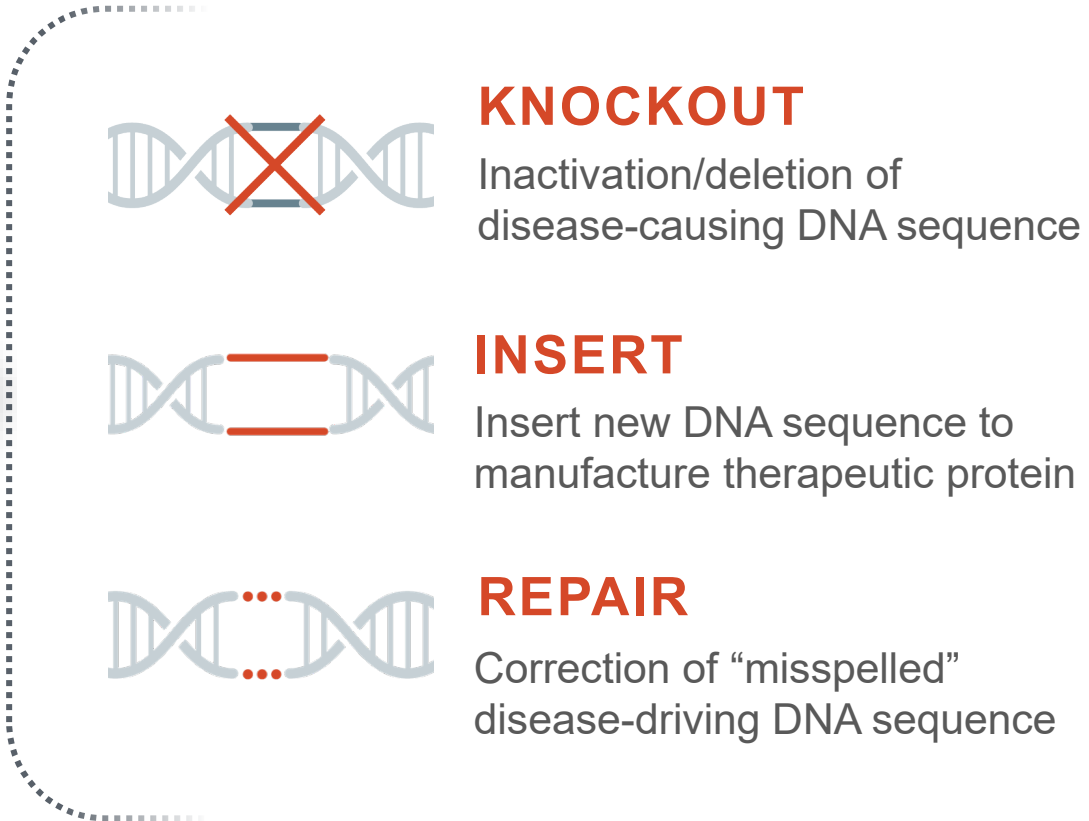 KNOCKOUT
Inactivation/deletion of
disease-causing DNA sequence
INSERT
Insert new DNA sequence to
manufacture therapeutic protein
REPAIR
Correction of “misspelled”
disease-driving DNA sequence